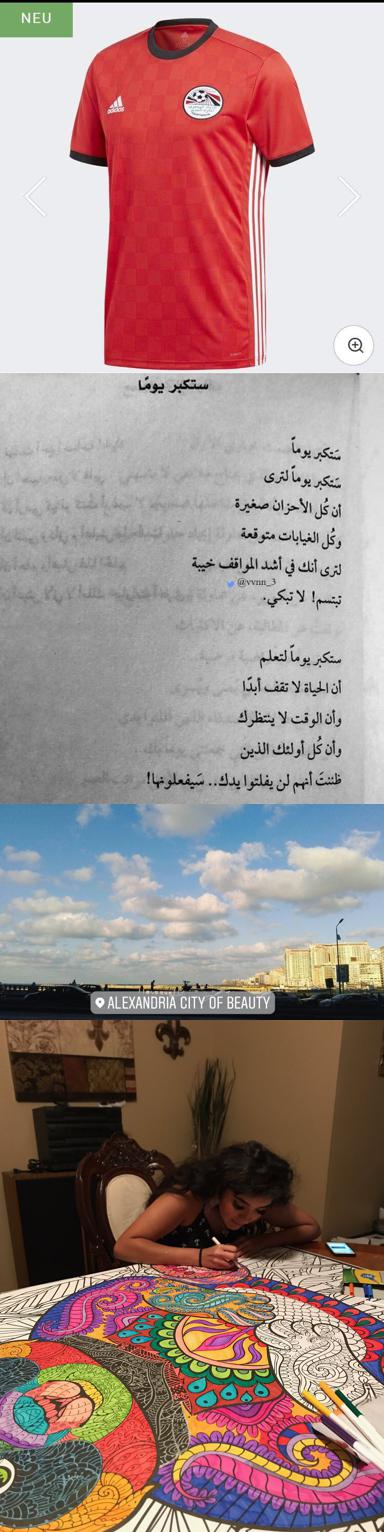 NEU
adidas
ستكبر يومًا
سَتكبر يوماً
سَتكبر يوماً لترى
أن كُل الأحزان صغيرة
وكُل الغيابات متوقعة
لترى أنك في أشد المواقف خيبة
@vvnn_3
تبتسم! لا تبكي.
ستكبر يوماً لتعلم
أن الحياة لا تقف أبدًا
وأن الوقت لا ينتظرك
وأن كُل أولئك الذين
ظننتَ أنهم لن يفلتوا يدك.. سَيفعلونها!
ALEXANDRIA CITY OF BEAUTY